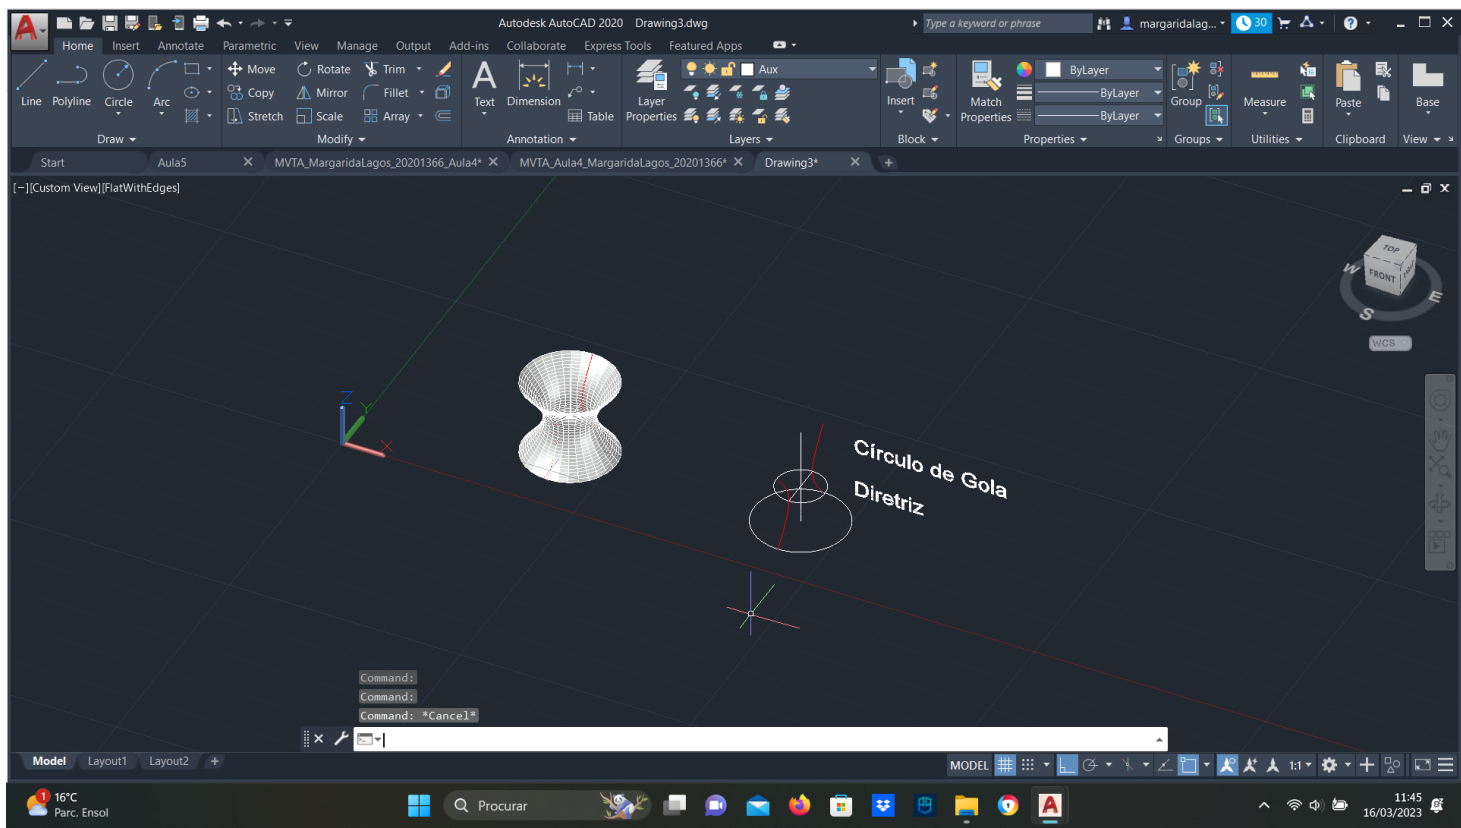 Autodesk AutoCAD 2020 Drawing3.dwg
Type a keyword or phrase
margaridalag...
30
Home Insert Annotate Parametric View Manage Output Add-ins Collaborate Express Tools Featured Apps
Line Polyline Circle Arc
Move Rotate Trim
Copy Mirror Fillet
Stretch Scale Array
Text Dimension
Table
Layer
Properties
Aux
Insert
Match
Properties
ByLayer
ByLayer
ByLayer
Group
Measure
Paste
Base
Draw Modify Annotation Layers Block Properties Groups Utilities Clipboard View
Start Aula5 MVTA_MargaridaLagos_20201366_Aula4* MVTA_Aula4_MargaridaLagos_20201366* Drawing3*
[−][Custom View][FlatWithEdges]
TOP
FRONT
W
S
E
WCS
Z
Y
X
Círculo de Gola
Diretriz
Command:
Command:
Command: *Cancel*
Model Layout1 Layout2
MODEL 1:1
1
16°C
Parc. Ensol
Procurar
11:45
16/03/2023